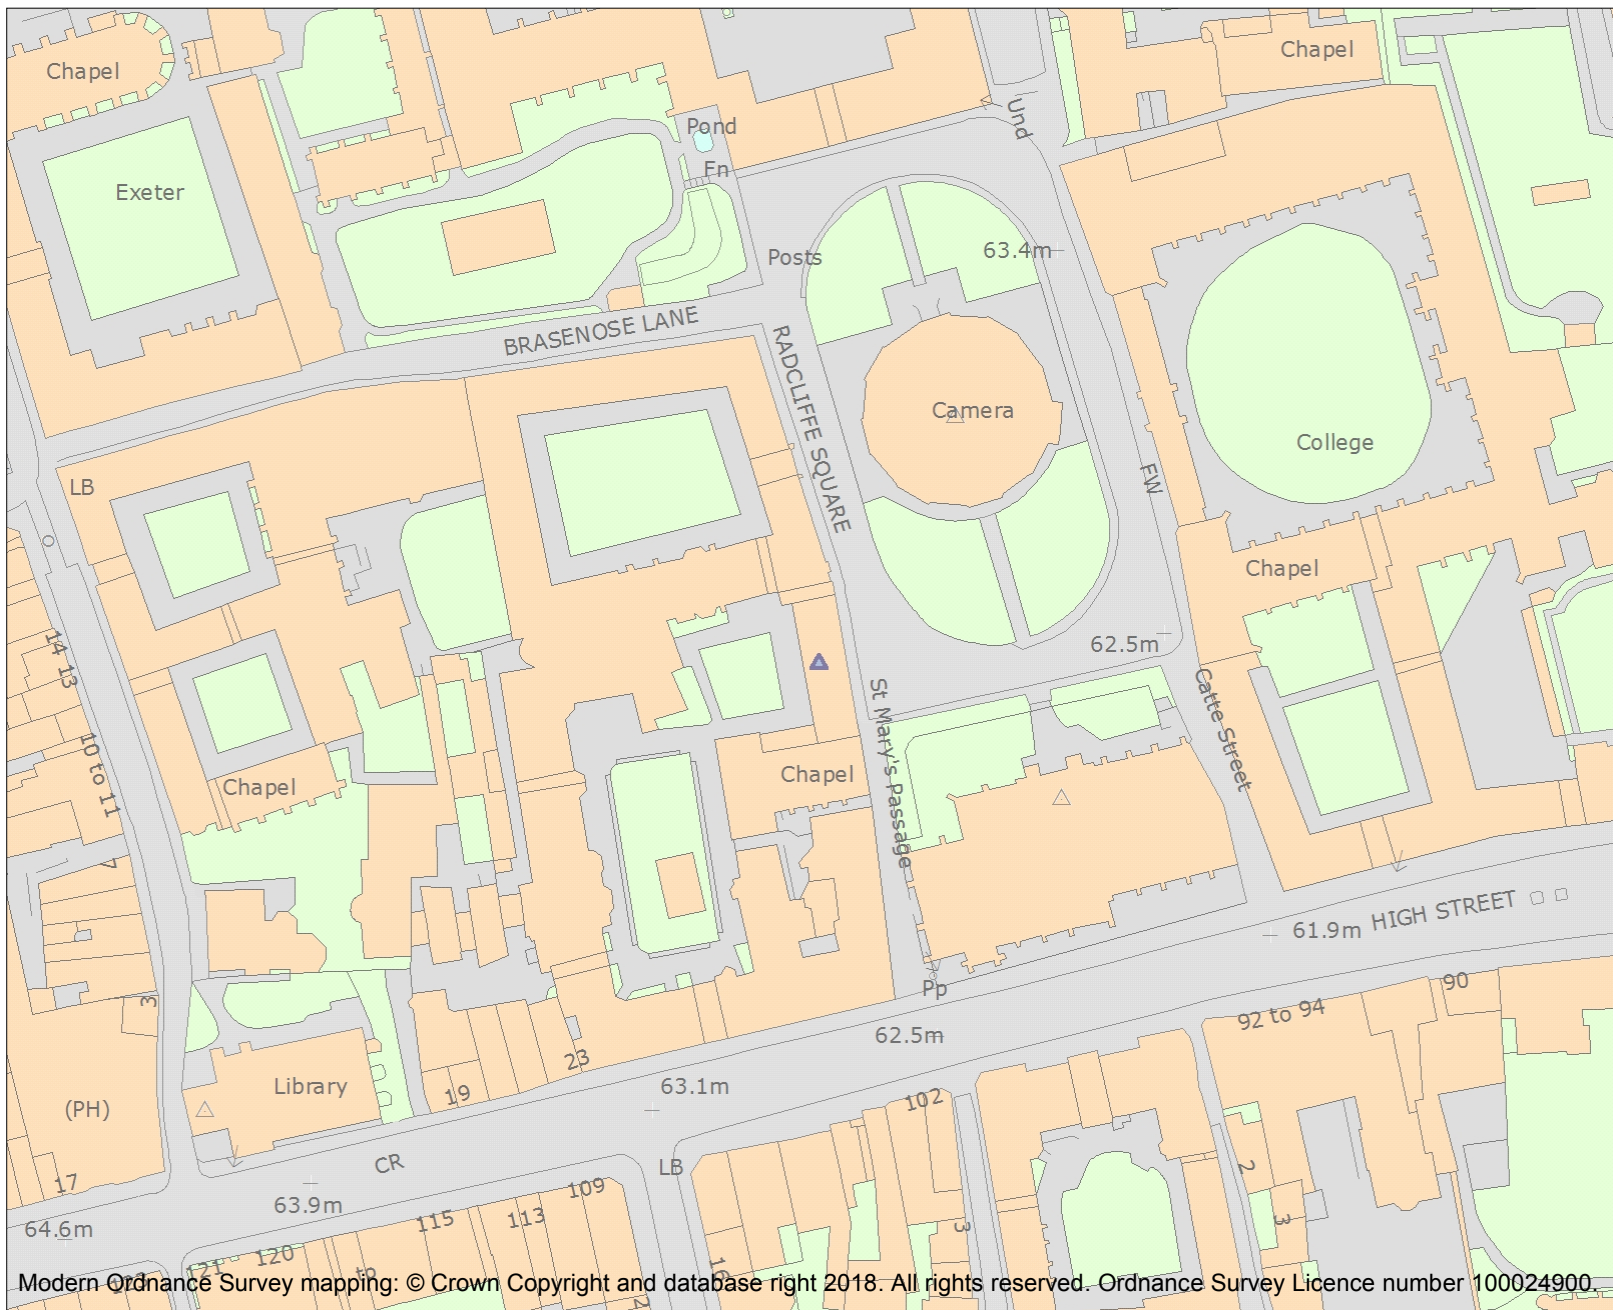 Chapel
Chapel
Und
Pond
Fn
Exeter
Posts
63.4m
BRASENOSE LANE
RADCLIFFE SQUARE
Camera
College
FW
LB
Chapel
14 13
62.5m
St Mary's Passage
Catte Street
10 to 11
Chapel
Chapel
7
HIGH STREET
61.9m
3
Pp
90
92 to 94
62.5m
23
Library
63.1m
19
102
(PH)
CR
LB
2
17
109
63.9m
115
113
3
3
64.6m
120
121
16
Modern Ordnance Survey mapping: © Crown Copyright and database right 2018. All rights reserved. Ordnance Survey Licence number 100024900.